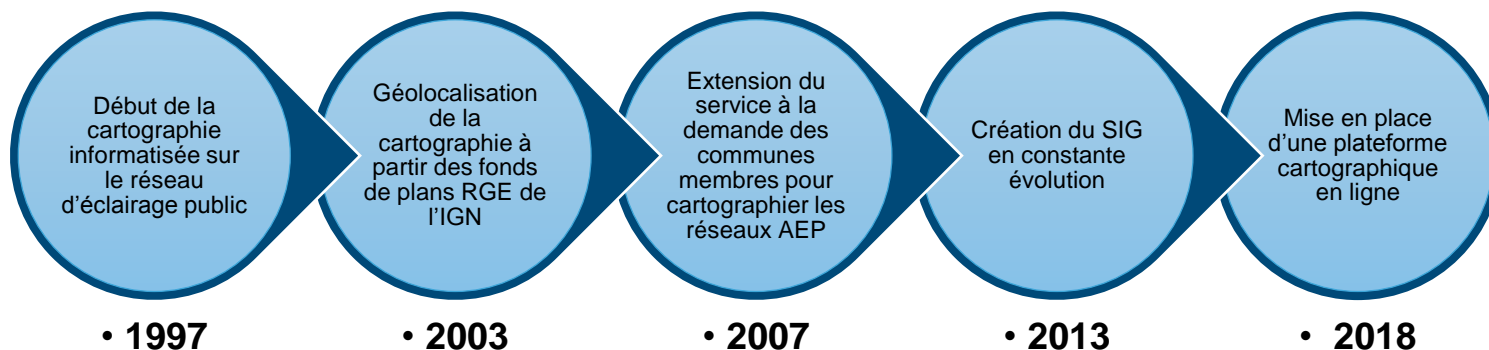 Début de la
cartographie
informatisée sur
le réseau
d’éclairage public
Géolocalisation
de la
cartographie à
partir des fonds
de plans RGE de
l’IGN
Extension du
service à la
demande des
communes
membres pour
cartographier les
réseaux AEP
Création du SIG
en constante
évolution
Mise en place
d’une plateforme
cartographique
en ligne
• 1997
• 2003
• 2007
• 2013
• 2018